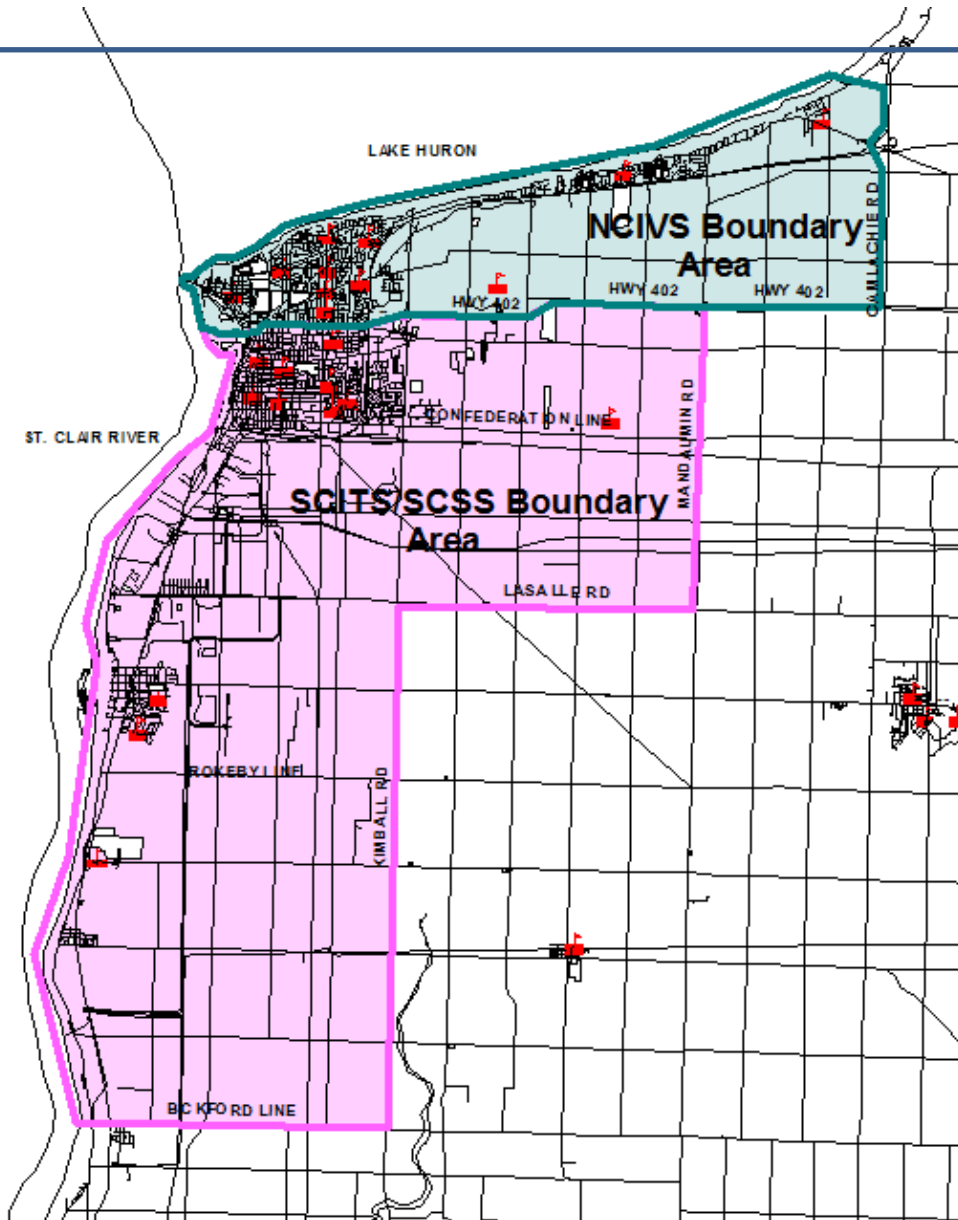 LAKE HURON
NCIVS Boundary
Area
CAMLACHIE RD
HWY 402
HWY 402
HWY 402
MANDAUMIN RD
CONFEDERATION LINE
ST. CLAIR RIVER
SCITS/SCSS Boundary
Area
LASALLE RD
ROKEBY LINE
KIMBALL RD
BICKFORD LINE